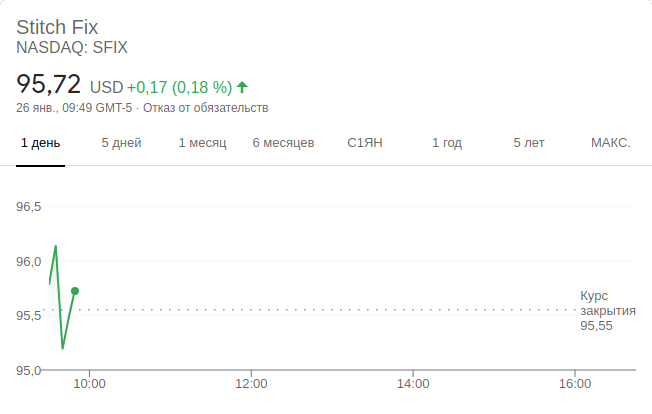 Stitch Fix
NASDAQ: SFIX
95,72 USD +0,17 (0,18 %)
26 янв., 09:49 GMT-5 · Отказ от обязательств
1 день 5 дней 1 месяц 6 месяцев С1ЯН 1 год 5 лет МАКС.
96,5
96,0
95,5
95,0
Курс
закрытия
95,55
10:00 12:00 14:00 16:00